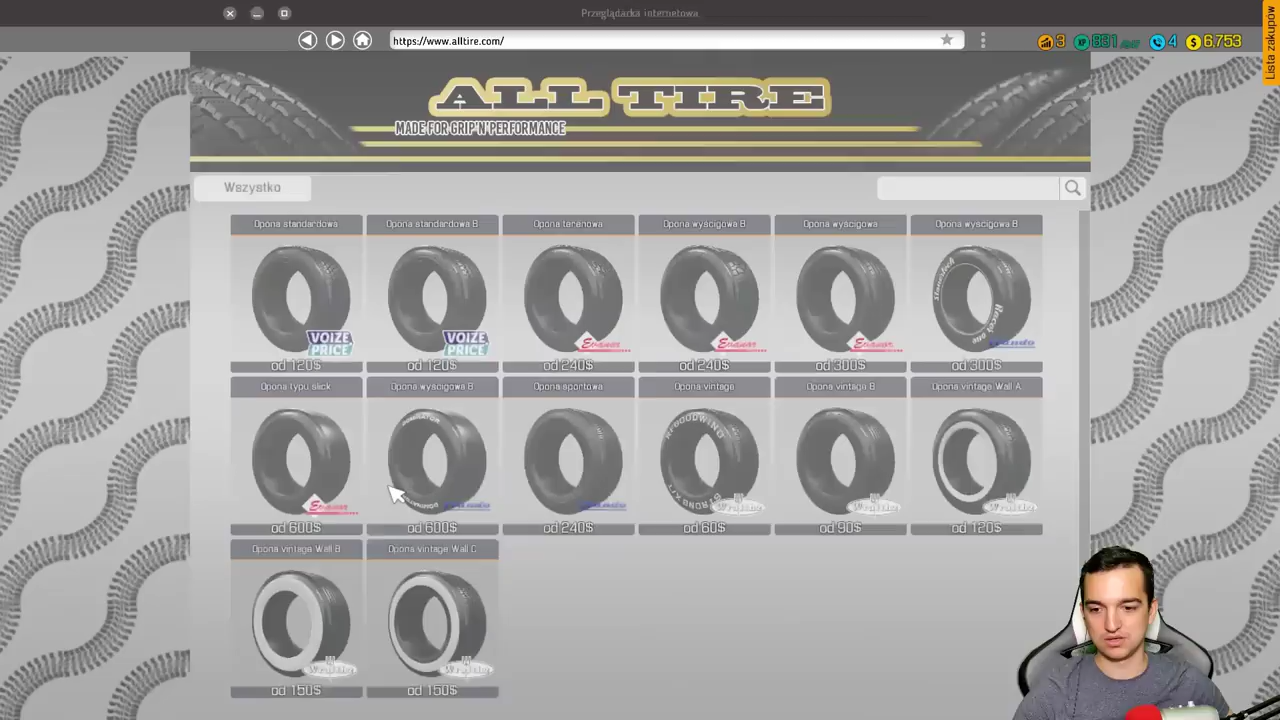 Przeglądarka internetowa
https://www.alltire.com/
3
XP 831
4
$ 6,753
Lista zakupów
ALL TIRE
MADE FOR GRIP'N'PERFORMANCE
Wszystko
Opona standardowa
Opona standardowa B
Opona terenowa
Opona wyścigowa B
Opona wyścigowa
Opona wyścigowa B
VOIZE PRICE
VOIZE PRICE
od 120$
od 120$
od 240$
od 240$
od 300$
od 300$
Opona typu slick
Opona wyścigowa B
Opona sportowa
Opona vintage
Opona vintage B
Opona vintage Wall A
od 600$
od 600$
od 240$
od 60$
od 90$
od 120$
Opona vintage Wall B
Opona vintage Wall C
od 150$
od 150$